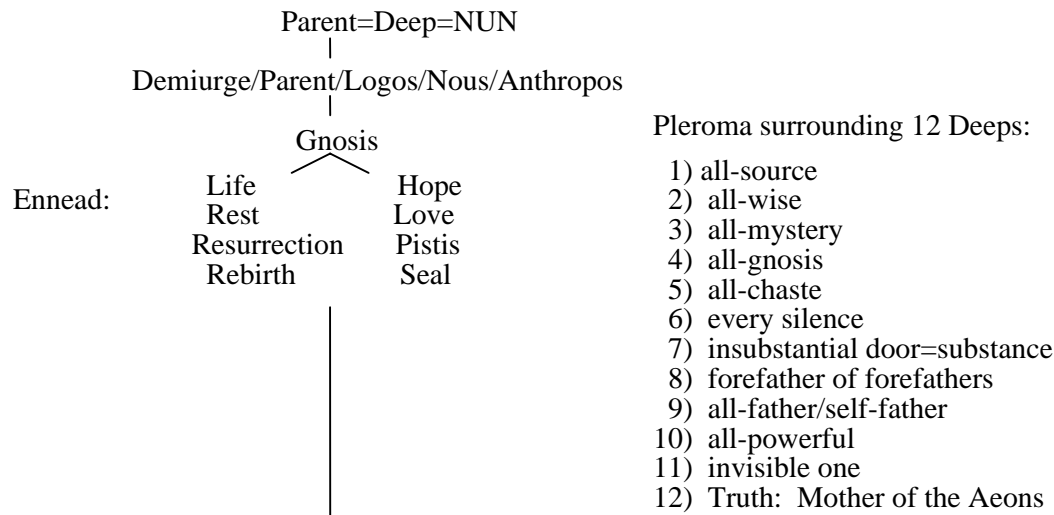 Parent=Deep=NUN
Demiurge/Parent/Logos/Nous/Anthropos
Gnosis
Ennead:
Life Hope
Rest Love
Resurrection Pistis
Rebirth Seal
Pleroma surrounding 12 Deeps:
1) all-source
2) all-wise
3) all-mystery
4) all-gnosis
5) all-chaste
6) every silence
7) insubstantial door=substance
8) forefather of forefathers
9) all-father/self-father
10) all-powerful
11) invisible one
12) Truth: Mother of the Aeons